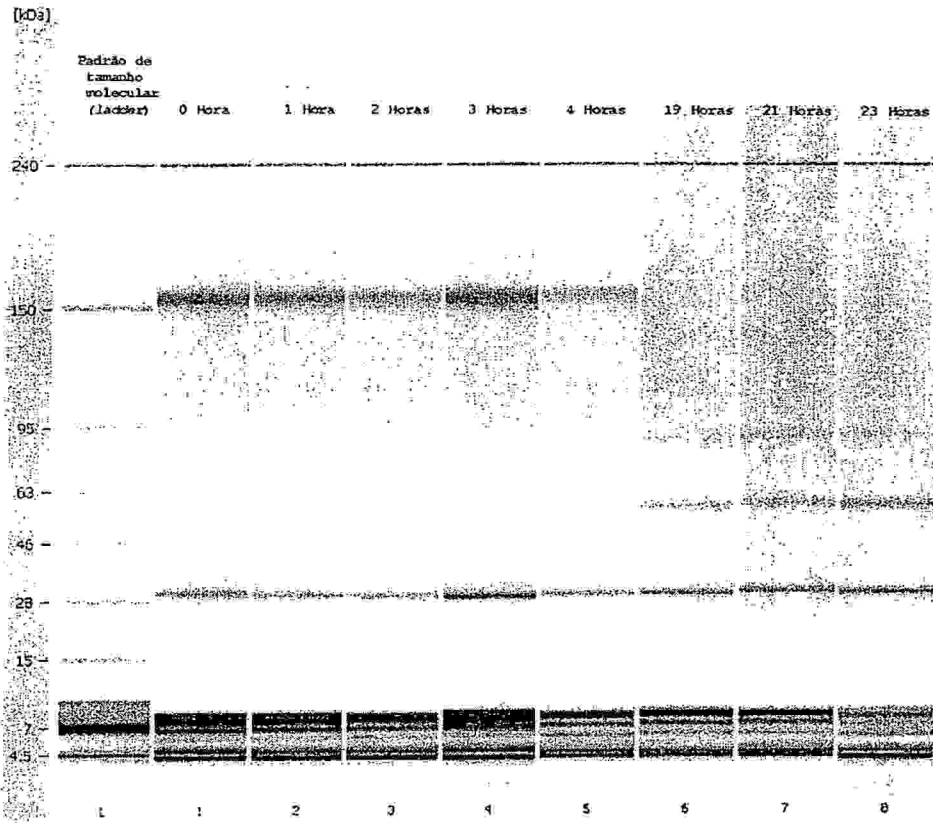 [kDa]
Padrão de
tamanho
molecular
(ladder)
0 Hora
1 Hora
2 Horas
3 Horas
4 Horas
19 Horas
21 Horas
23 Horas
240
150
95
63
46
28
15
7
4.5
L
1
2
3
4
5
6
7
8